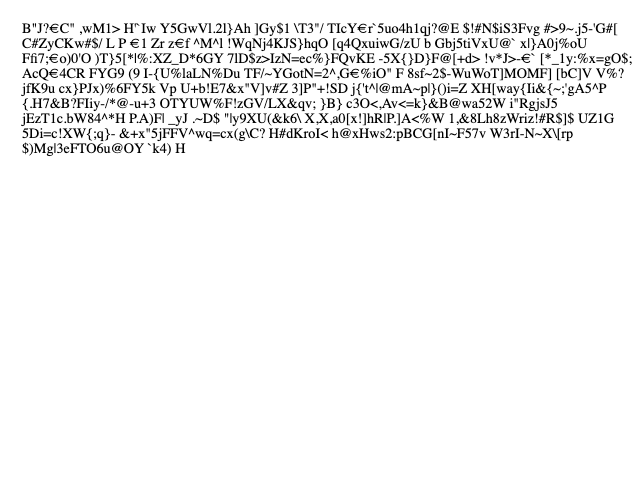 B"J?€C" ,wM1> H`'Iw Y5GwVl.2l}Ah ]Gy$1 \T3"/ TIcY€r`5uo4h1qj?@E $!#N$iS3Fvg #>9~.j5-'G#[
C#ZyCKw#$/ L P €1 Zr z€f ^M^l !WqNj4KJS}hqO [q4QxuiwG/zU b Gbj5tiVxU@` x|}A0j%oU
Ffi7;€o)0'O )T}5[*l%:XZ_D*6GY 7lD$z>IzN=ec%}FQvKE -5X{}D}F@[+d> !v*J>-€` [*_1y:%x=gO$;
AcQ€4CR FYG9 (9 I-{U%laLN%Du TF/~YGotN=2^,G€%iO" F 8sf~2$-WuWoT]MOMF] [bC]V V%?
jfK9u cx}PJx)%6FY5k Vp U+b!E7&x"V]v#Z 3]P"+!SD j{'t^l@mA~p|}()i=Z XH[way{Ii&{~;'gA5^P
{.H7&B?FIiy-/*@-u+3 OTYUW%F!zGV/LX&qv; }B} c3O<,Av<=k}&B@wa52W i"RgjsJ5
jEzT1c.bW84^*H P.A)F| _yJ .~D$ "|y9XU(&k6\ X,X,a0[x!]hR|P.]A<%W 1,&8Lh8zWriz!#R$]$ UZ1G
5Di=c!XW{;q}- &+x"5jFFV^wq=cx(g\C? H#dKroI< h@xHws2:pBCG[nI~F57v W3rI-N~X\[rp
$)Mg|3eFTO6u@OY `k4) H